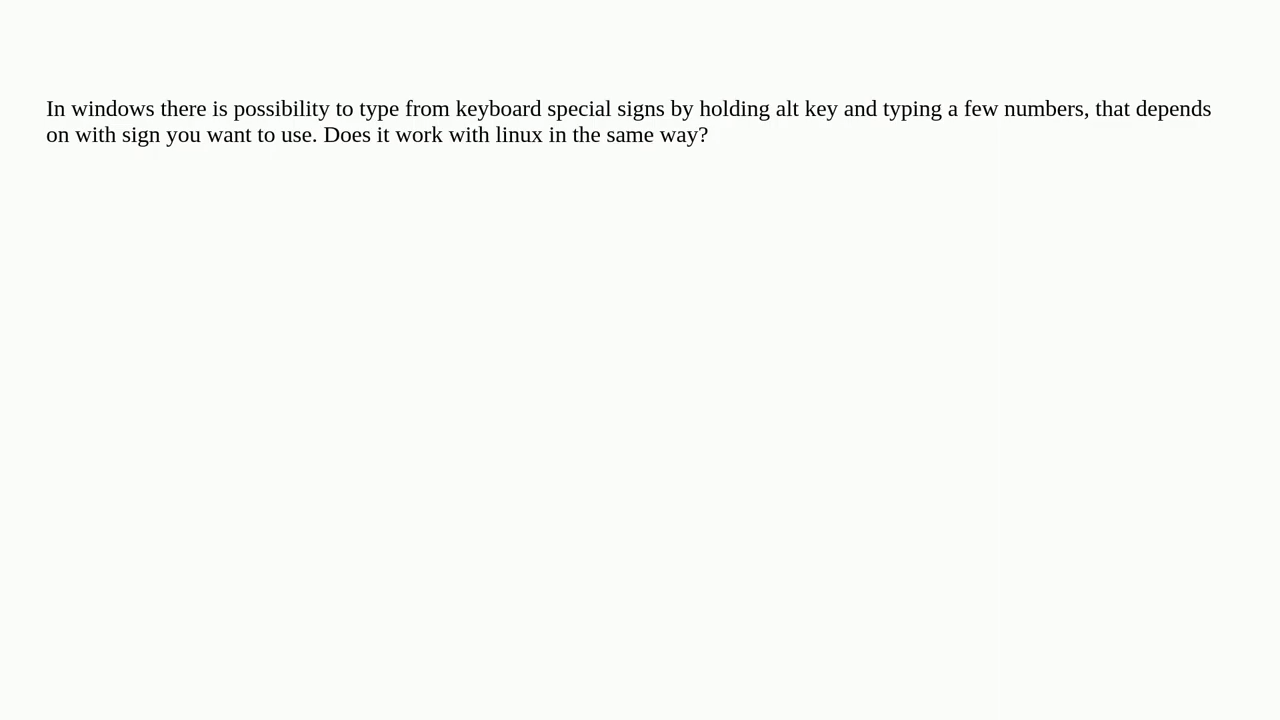 In windows there is possibility to type from keyboard special signs by holding alt key and typing a few numbers, that depends
on with sign you want to use. Does it work with linux in the same way?